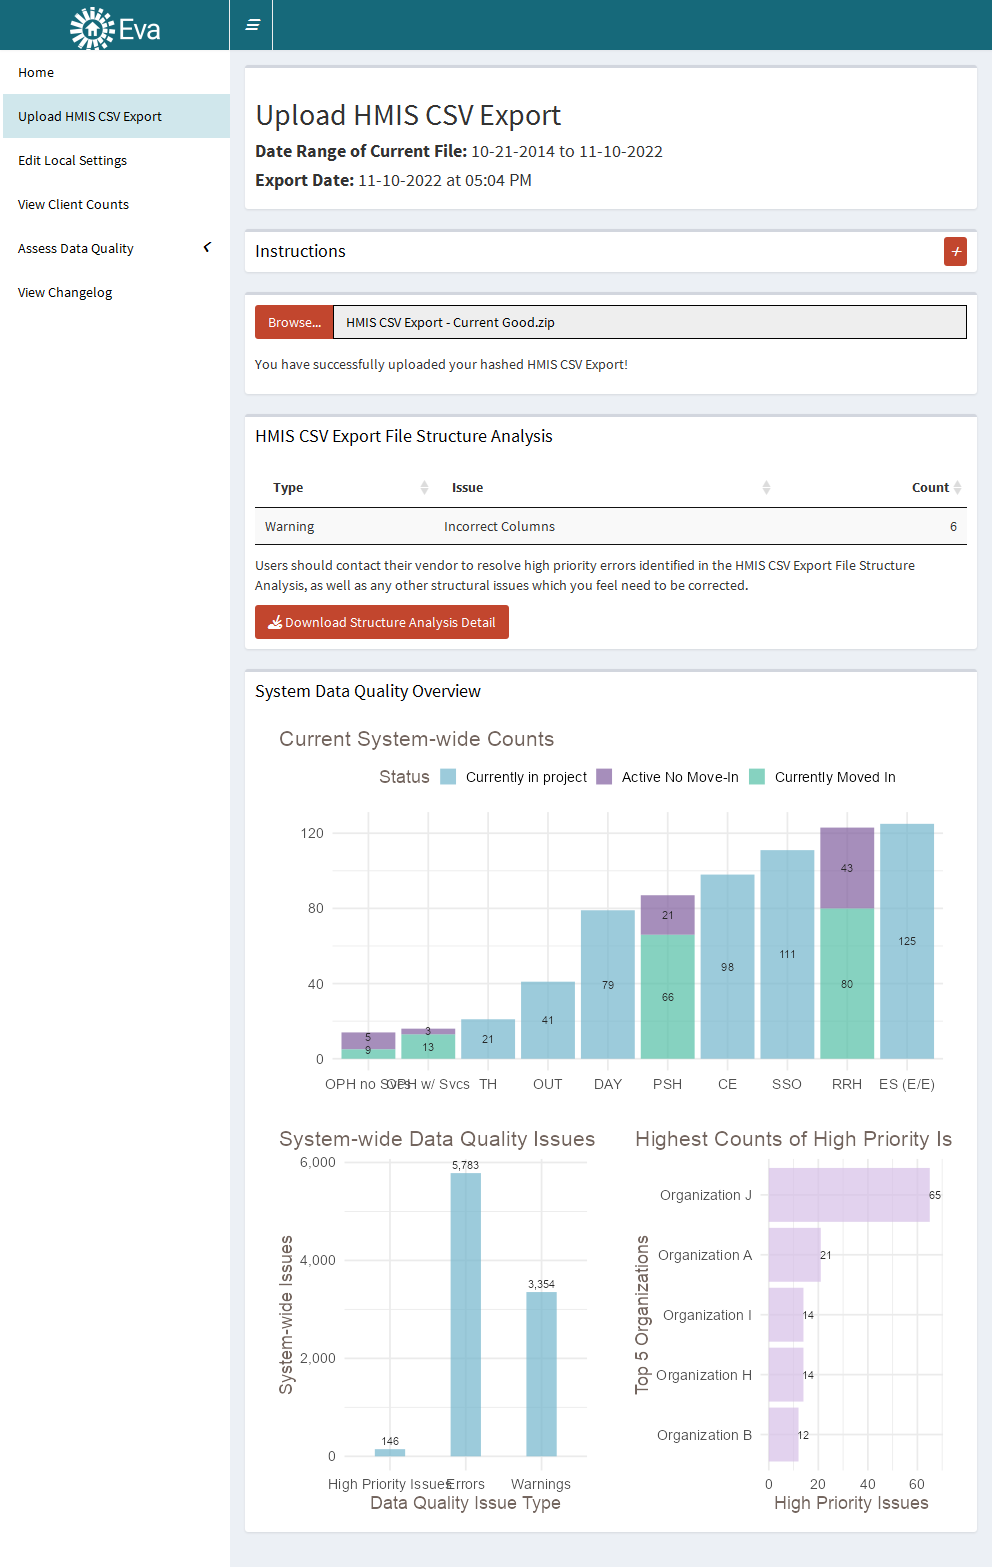 Eva
Home
Upload HMIS CSV Export
Edit Local Settings
View Client Counts
Assess Data Quality
View Changelog
Upload HMIS CSV Export
Date Range of Current File: 10-21-2014 to 11-10-2022
Export Date: 11-10-2022 at 05:04 PM
Instructions
+
Browse... HMIS CSV Export - Current Good.zip
You have successfully uploaded your hashed HMIS CSV Export!
HMIS CSV Export File Structure Analysis
Type Issue Count
Warning Incorrect Columns 6
Users should contact their vendor to resolve high priority errors identified in the HMIS CSV Export File Structure
Analysis, as well as any other structural issues which you feel need to be corrected.
Download Structure Analysis Detail
System Data Quality Overview
Current System-wide Counts
Status Currently in project Active No Move-In Currently Moved In
120
80
40
0
5
9
3
13
21
41
79
21
66
98
111
43
80
125
OPH no Svcs OPH w/ Svcs TH OUT DAY PSH CE SSO RRH ES (E/E)
System-wide Data Quality Issues
System-wide Issues
6,000
4,000
2,000
0
146
5,783
3,354
High Priority Issues Errors Warnings
Data Quality Issue Type
Highest Counts of High Priority Is
Top 5 Organizations
Organization J 65
Organization A 21
Organization I 14
Organization H 14
Organization B 12
0 20 40 60
High Priority Issues